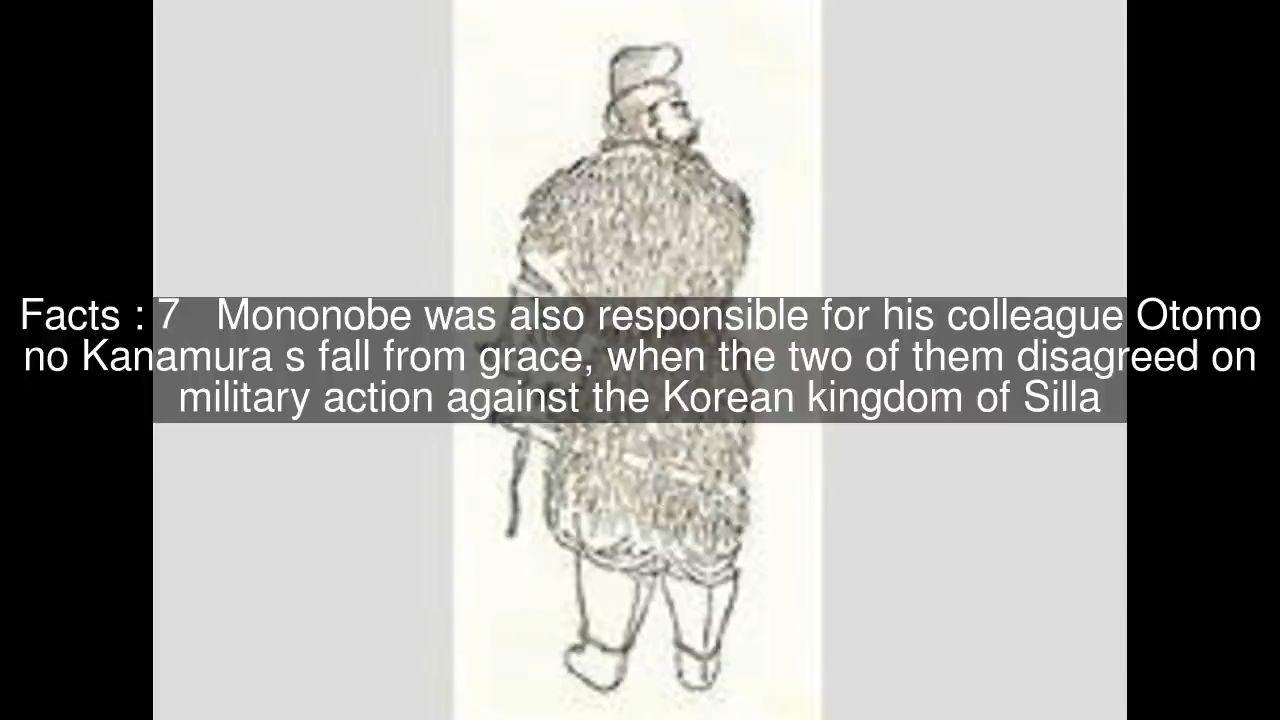 Facts : 7   Mononobe was also responsible for his colleague Otomo
no Kanamura s fall from grace, when the two of them disagreed on
military action against the Korean kingdom of Silla